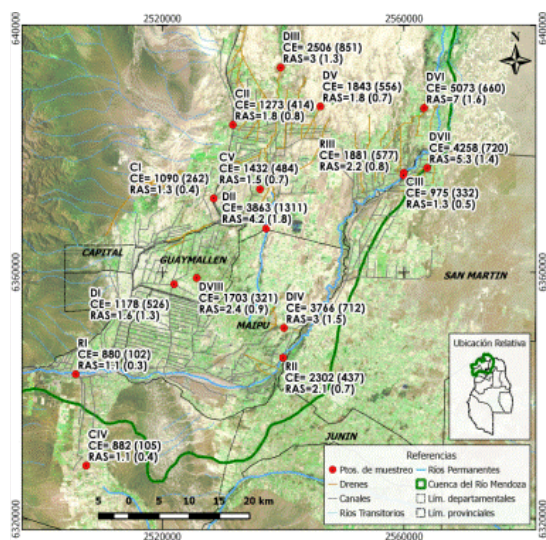 2520000
2560000
640000
DIII
CE= 2506 (851)
RAS=3 (1.3)
DV
CE= 1843 (556)
RAS=1.8 (0.7)
DVI
CE= 5073 (660)
RAS=7 (1.6)
CII
CE= 1273 (414)
RAS=1.8 (0.8)
DVII
CE= 4258 (720)
RAS=5.3 (1.4)
RIII
CE= 1881 (577)
RAS=2.2 (0.8)
CV
CE= 1432 (484)
RAS=1.5 (0.7)
CI
CE= 1090 (262)
RAS=1.3 (0.4)
CIII
CE= 975 (332)
RAS=1.3 (0.5)
DII
CE= 3863 (1311)
RAS=4.2 (1.8)
CAPITAL
GUAYMALLEN
SAN MARTIN
6360000
6360000
DI
CE= 1178 (526)
RAS=1.6 (1.3)
DVIII
CE= 1703 (321)
RAS=2.4 (0.9)
DIV
CE= 3766 (712)
RAS=3 (1.5)
MAIPU
RI
CE= 880 (102)
RAS=1.1 (0.3)
RII
CE= 2302 (437)
RAS=2.1 (0.7)
Ubicación Relativa
CIV
CE= 882 (105)
RAS=1.1 (0.4)
JUNIN
Referencias
Ptos. de muestreo
Ríos Permanentes
Drenes
Cuenca del Río Mendoza
Canales
Lím. departamentales
Ríos Transitorios
Lím. provinciales
5 0 5 10 15 20 km
6320000
6320000
2520000
2560000